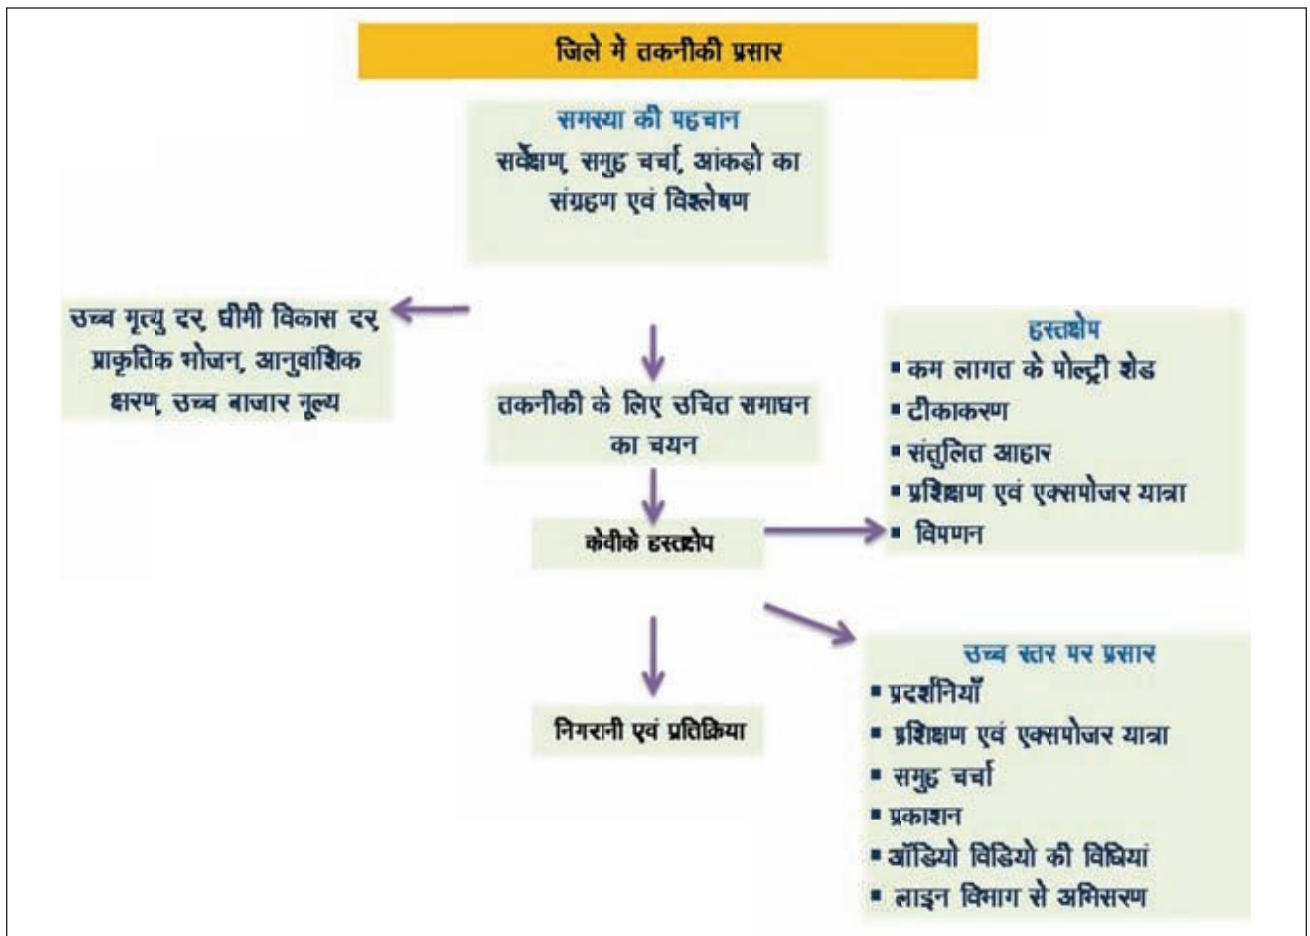 जिले में तकनीकी प्रसार
समस्या की पहचान
सर्वेक्षण, समुह चर्चा, आंकड़ो का
संग्रहण एवं विश्लेषण
उच्च मृत्यु दर, धीमी विकास दर,
प्राकृतिक भोजन, आनुवांशिक
क्षरण, उच्च बाजार मूल्य
तकनीकी के लिए उचित समाधन
का चयन
केवीके हस्तक्षेप
निगरानी एवं प्रतिक्रिया
हस्तक्षेप
▪ कम लागत के पोल्ट्री शेड
▪ टीकाकरण
▪ संतुलित आहार
▪ प्रशिक्षण एवं एक्सपोजर यात्रा
▪ विपणन
उच्च स्तर पर प्रसार
▪ प्रदर्शनियाँ
▪ प्रशिक्षण एवं एक्सपोजर यात्रा
▪ समुह चर्चा
▪ प्रकाशन
▪ ऑडियो विडियो की विधियां
▪ लाइन विभाग से अभिसरण